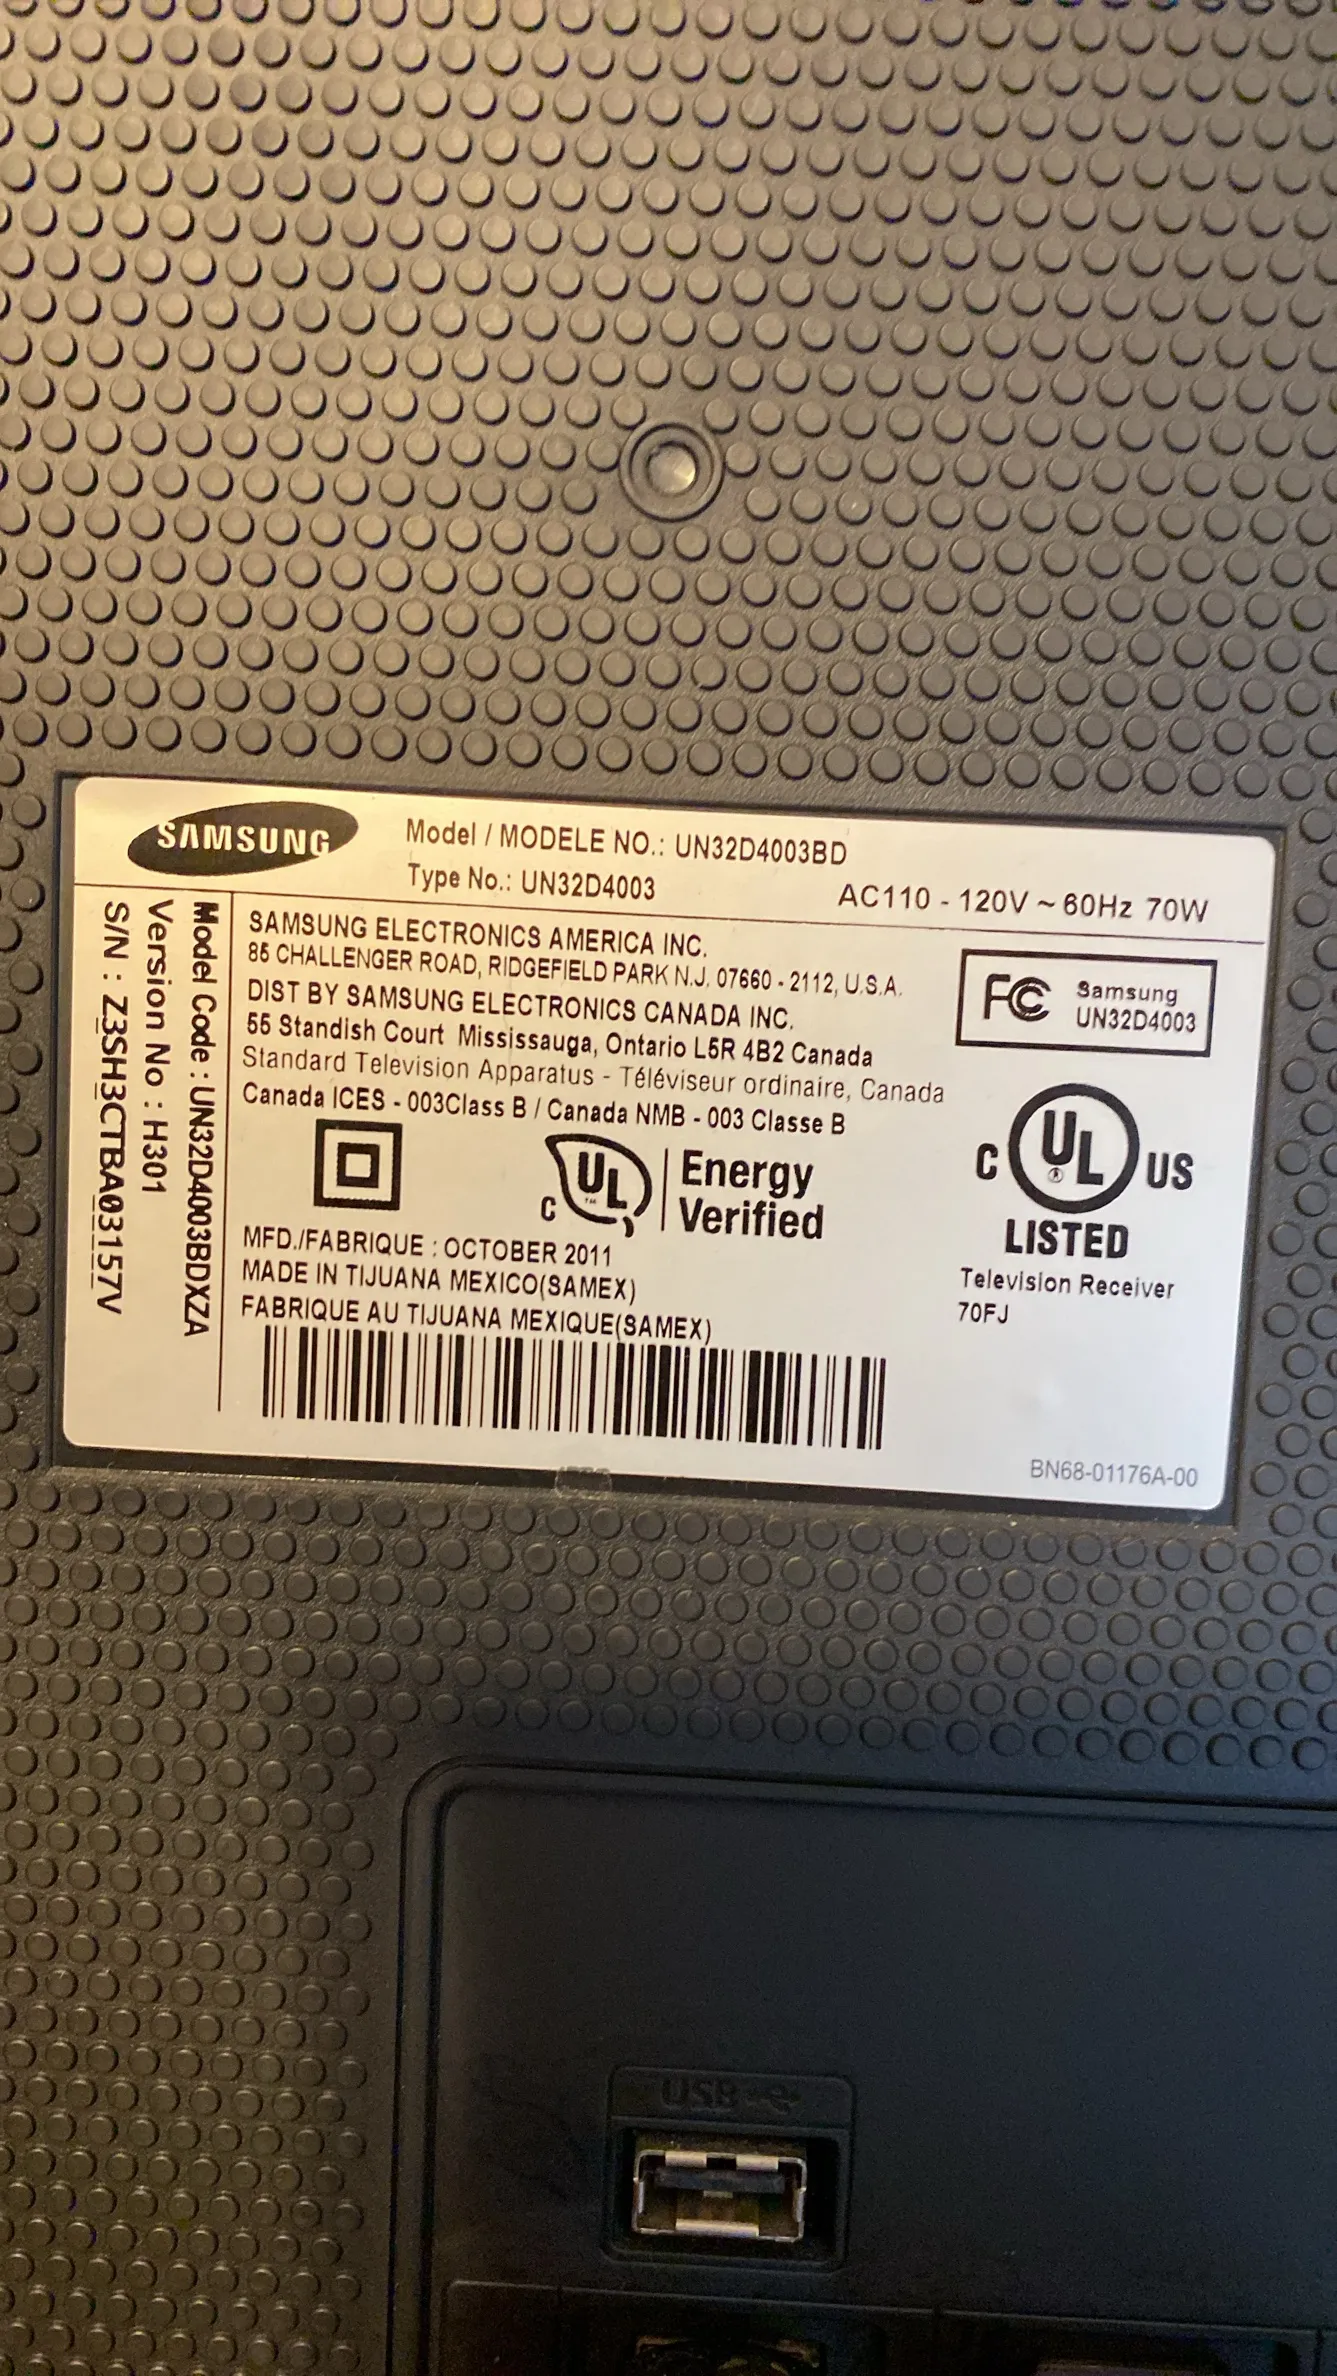 SAMSUNG
Model / MODELE NO.: UN32D4003BD
Type No.: UN32D4003
AC110 - 120V ~ 60Hz 70W
Model Code : UN32D4003BDXZA
Version No : H301
S/N : Z3SH3CTBA03157V
SAMSUNG ELECTRONICS AMERICA INC.
85 CHALLENGER ROAD, RIDGEFIELD PARK N.J. 07660 - 2112, U.S.A.
DIST BY SAMSUNG ELECTRONICS CANADA INC.
55 Standish Court Mississauga, Ontario L5R 4B2 Canada
Standard Television Apparatus - Téléviseur ordinaire, Canada
Canada ICES - 003Class B / Canada NMB - 003 Classe B
FC Samsung
UN32D4003
C UL
Energy
Verified
C UL ® US
LISTED
Television Receiver
70FJ
MFD./FABRIQUE : OCTOBER 2011
MADE IN TIJUANA MEXICO(SAMEX)
FABRIQUE AU TIJUANA MEXIQUE(SAMEX)
BN68-01176A-00
USB